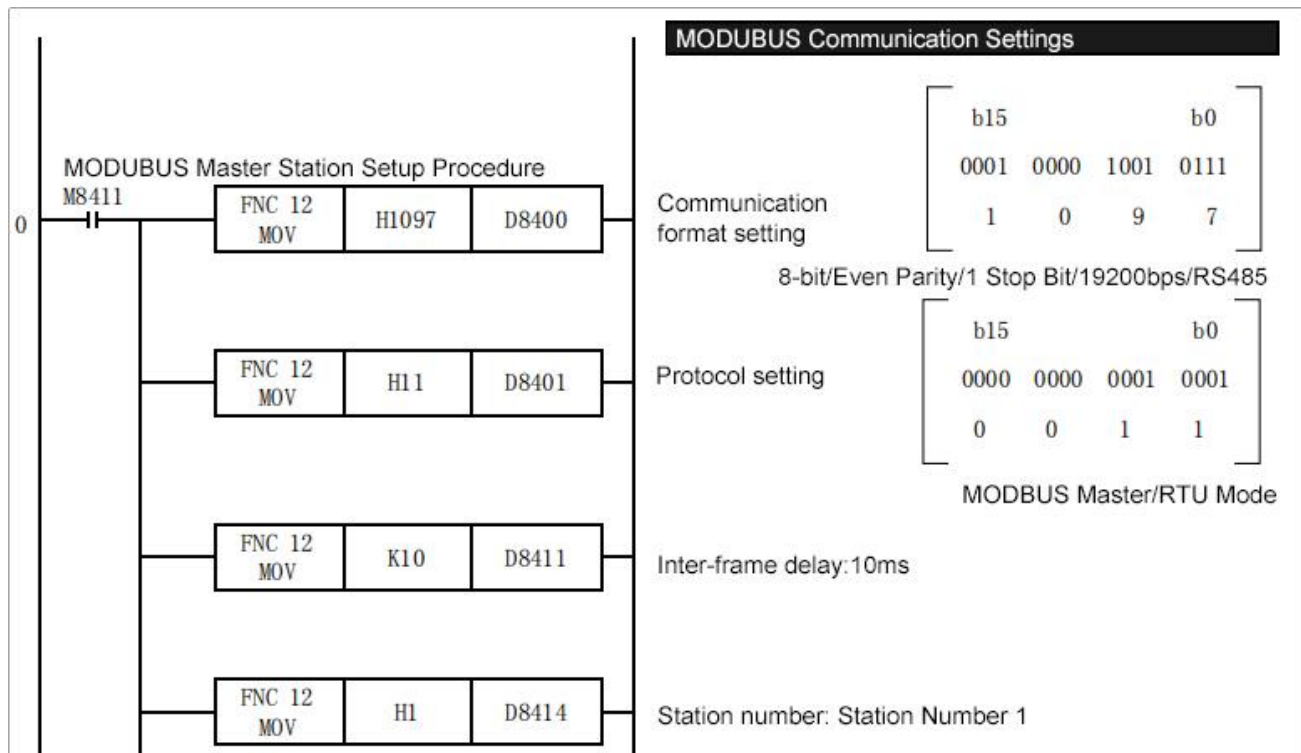 MODUBUS Communication Settings
b15 b0
0001 0000 1001 0111
1 0 9 7
MODUBUS Master Station Setup Procedure
M8411
0
FNC 12
MOV
H1097
D8400
Communication
format setting
8-bit/Even Parity/1 Stop Bit/19200bps/RS485
b15 b0
0000 0000 0001 0001
0 0 1 1
FNC 12
MOV
H11
D8401
Protocol setting
MODBUS Master/RTU Mode
FNC 12
MOV
K10
D8411
Inter-frame delay:10ms
FNC 12
MOV
H1
D8414
Station number: Station Number 1